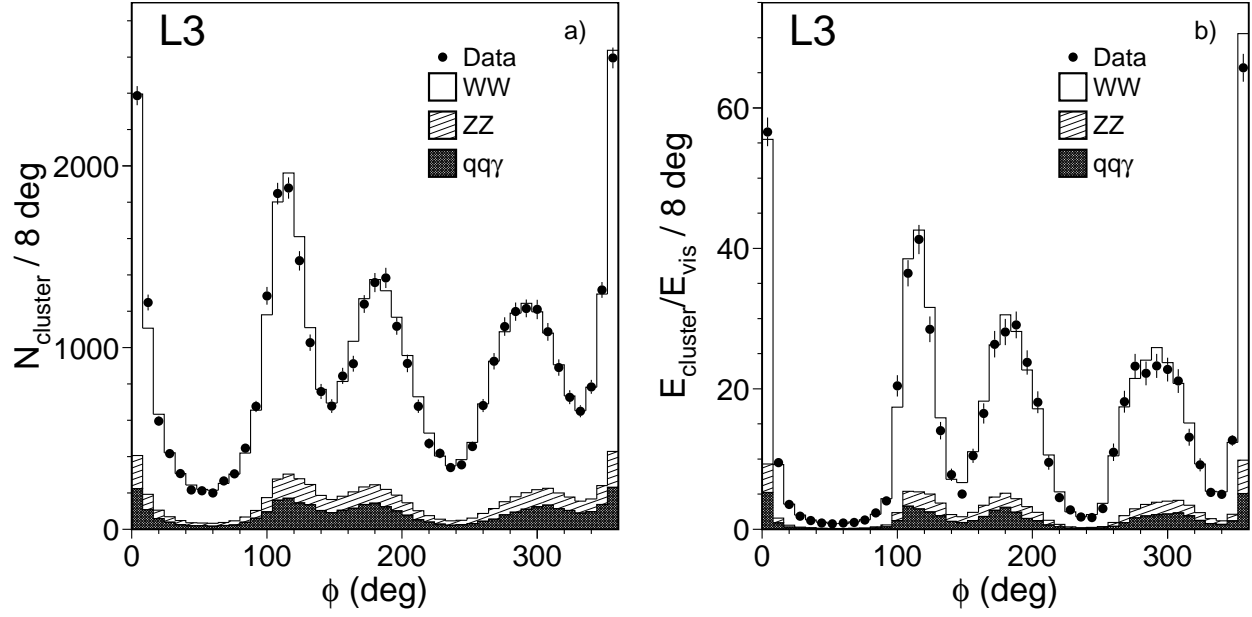 L3
a)
Data
WW
ZZ
qqγ
N_cluster / 8 deg
2000
1000
0
0 100 200 300
ϕ (deg)
L3
b)
Data
WW
ZZ
qqγ
E_cluster/E_vis / 8 deg
60
40
20
0
0 100 200 300
ϕ (deg)